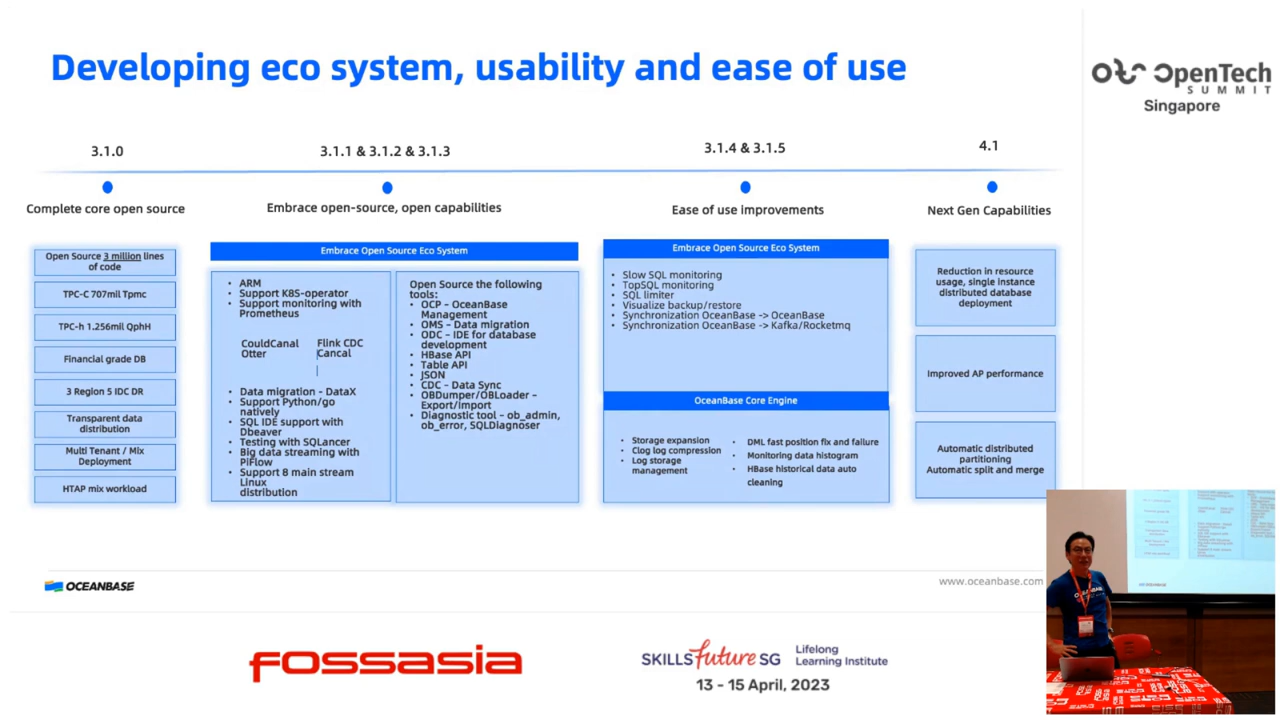 Developing eco system, usability and ease of use
OpenTech
SUMMIT
Singapore
3.1.0
3.1.1 & 3.1.2 & 3.1.3
3.1.4 & 3.1.5
4.1
Complete core open source
Embrace open-source, open capabilities
Ease of use improvements
Next Gen Capabilities
Open Source 3 million lines
of code
TPC-C 707mil Tpmc
TPC-h 1.256mil QphH
Financial grade DB
3 Region 5 IDC DR
Transparent data
distribution
Multi Tenant / Mix
Deployment
HTAP mix workload
Embrace Open Source Eco System
• ARM
• Support K8S-operator
• Support monitoring with
Prometheus
CouldCanal
Otter
Flink CDC
Cancal
• Data migration - DataX
• Support Python/go
natively
• SQL IDE support with
Dbeaver
• Testing with SQLancer
• Big data streaming with
PiFlow
• Support 8 main stream
Linux
distribution
Open Source the following
tools:
• OCP – OceanBase
Management
• OMS – Data migration
• ODC – IDE for database
development
• HBase API
• Table API
• JSON
• CDC – Data Sync
• OBDumper/OBLoader –
Export/import
• Diagnostic tool – ob_admin,
ob_error, SQLDiagnoser
Embrace Open Source Eco System
• Slow SQL monitoring
• TopSQL monitoring
• SQL limiter
• Visualize backup/restore
• Synchronization OceanBase -> OceanBase
• Synchronization OceanBase -> Kafka/Rocketmq
OceanBase Core Engine
• Storage expansion
• Clog log compression
• Log storage
management
• DML fast position fix and failure
• Monitoring data histogram
• HBase historical data auto
cleaning
Reduction in resource
usage, single instance
distributed database
deployment
Improved AP performance
Automatic distributed
partitioning
Automatic split and merge
OCEANBASE
www.oceanbase.com
FOSSASIA
SKILLS future SG
Lifelong
Learning Institute
13 - 15 April, 2023